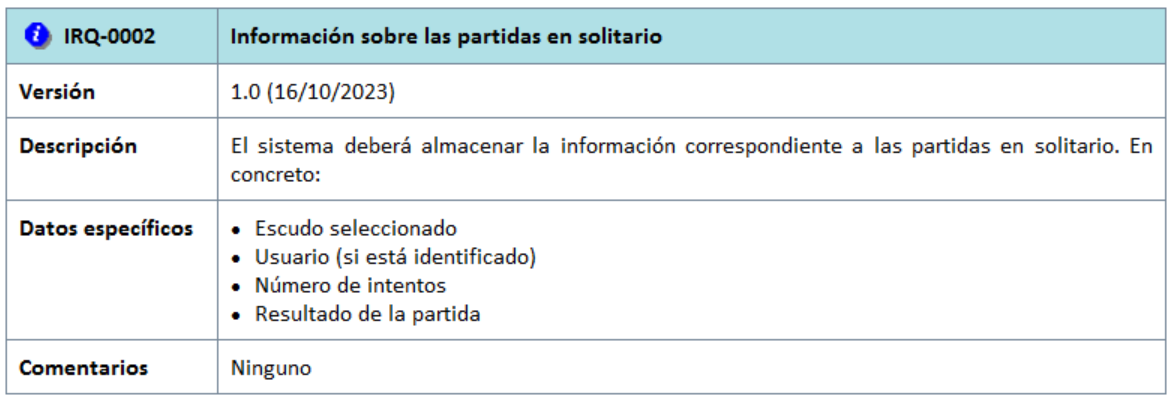 IRQ-0002 Información sobre las partidas en solitario
Versión 1.0 (16/10/2023)
Descripción El sistema deberá almacenar la información correspondiente a las partidas en solitario. En
concreto:
Datos específicos • Escudo seleccionado
• Usuario (si está identificado)
• Número de intentos
• Resultado de la partida
Comentarios Ninguno